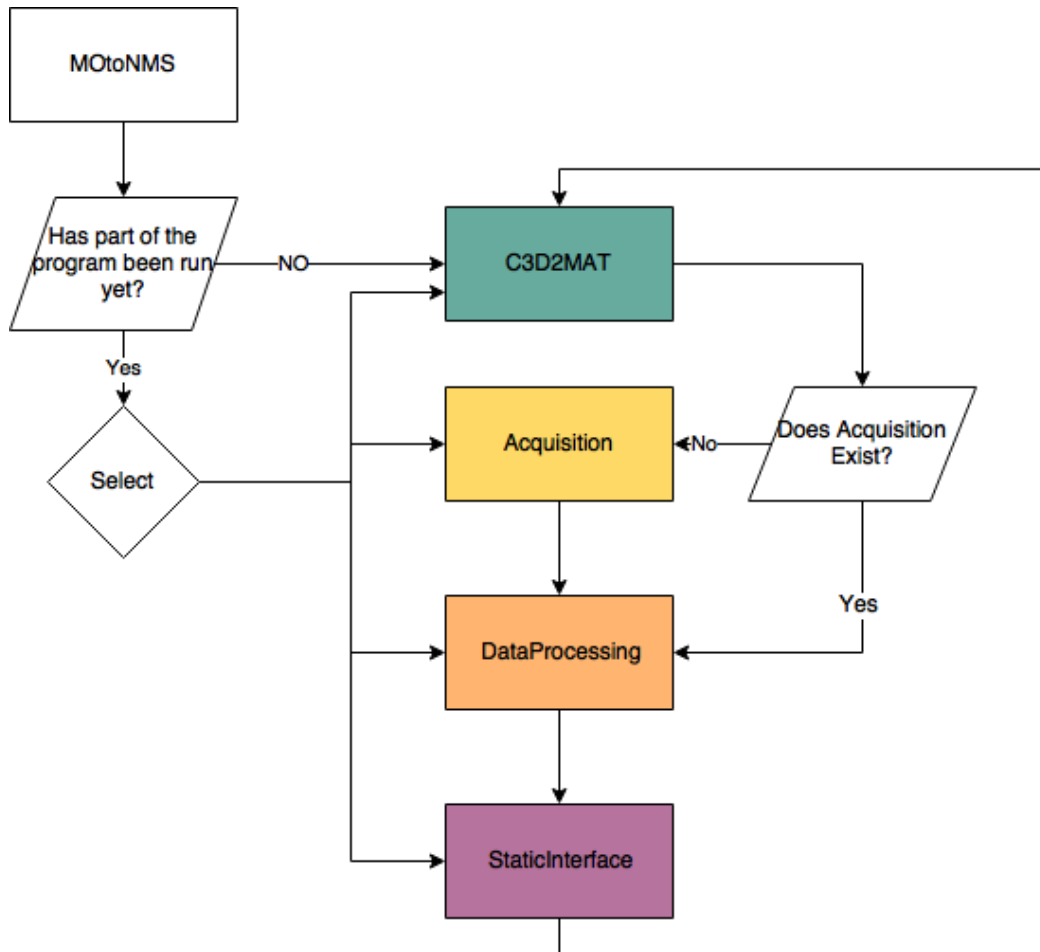 MOtoNMS
Has part of the
program been run
yet?
NO
C3D2MAT
Yes
Select
Acquisition
No
Does Acquisition
Exist?
Yes
DataProcessing
StaticInterface